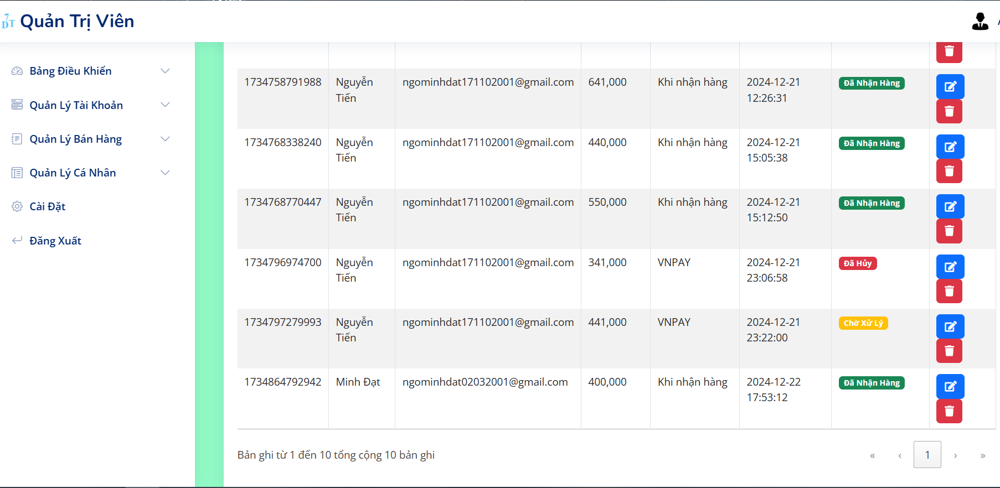 7
DT Quản Trị Viên
Bảng Điều Khiển
Quản Lý Tài Khoản
Quản Lý Bán Hàng
Quản Lý Cá Nhân
Cài Đặt
Đăng Xuất
1734758791988 Nguyễn ngominhdat171102001@gmail.com 641,000 Khi nhận hàng 2024-12-21 Đã Nhận Hàng
Tiến 12:26:31
1734768338240 Nguyễn ngominhdat171102001@gmail.com 440,000 Khi nhận hàng 2024-12-21 Đã Nhận Hàng
Tiến 15:05:38
1734768770447 Nguyễn ngominhdat171102001@gmail.com 550,000 Khi nhận hàng 2024-12-21 Đã Nhận Hàng
Tiến 15:12:50
1734796974700 Nguyễn ngominhdat171102001@gmail.com 341,000 VNPAY 2024-12-21 Đã Hủy
Tiến 23:06:58
1734797279993 Nguyễn ngominhdat171102001@gmail.com 441,000 VNPAY 2024-12-21 Chờ Xử Lý
Tiến 23:22:00
1734864792942 Minh Đạt ngominhdat02032001@gmail.com 400,000 Khi nhận hàng 2024-12-22 Đã Nhận Hàng
17:53:12
Bản ghi từ 1 đến 10 tổng cộng 10 bản ghi « ‹ 1 › »